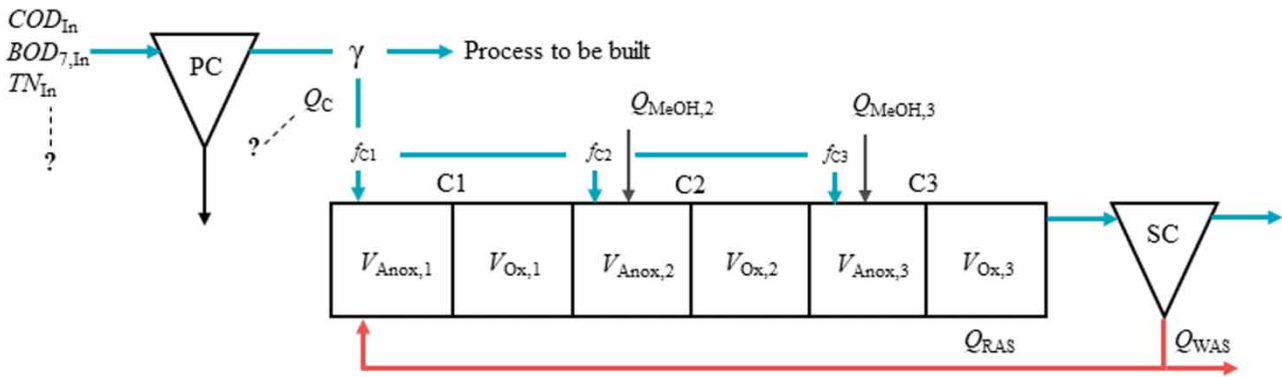 COD_In
BOD_7,In
TN_In
?
PC
γ
Process to be built
Q_C
?
Q_MeOH,2
Q_MeOH,3
f_C1
f_C2
f_C3
C1
C2
C3
V_Anox,1
V_Ox,1
V_Anox,2
V_Ox,2
V_Anox,3
V_Ox,3
SC
Q_RAS
Q_WAS